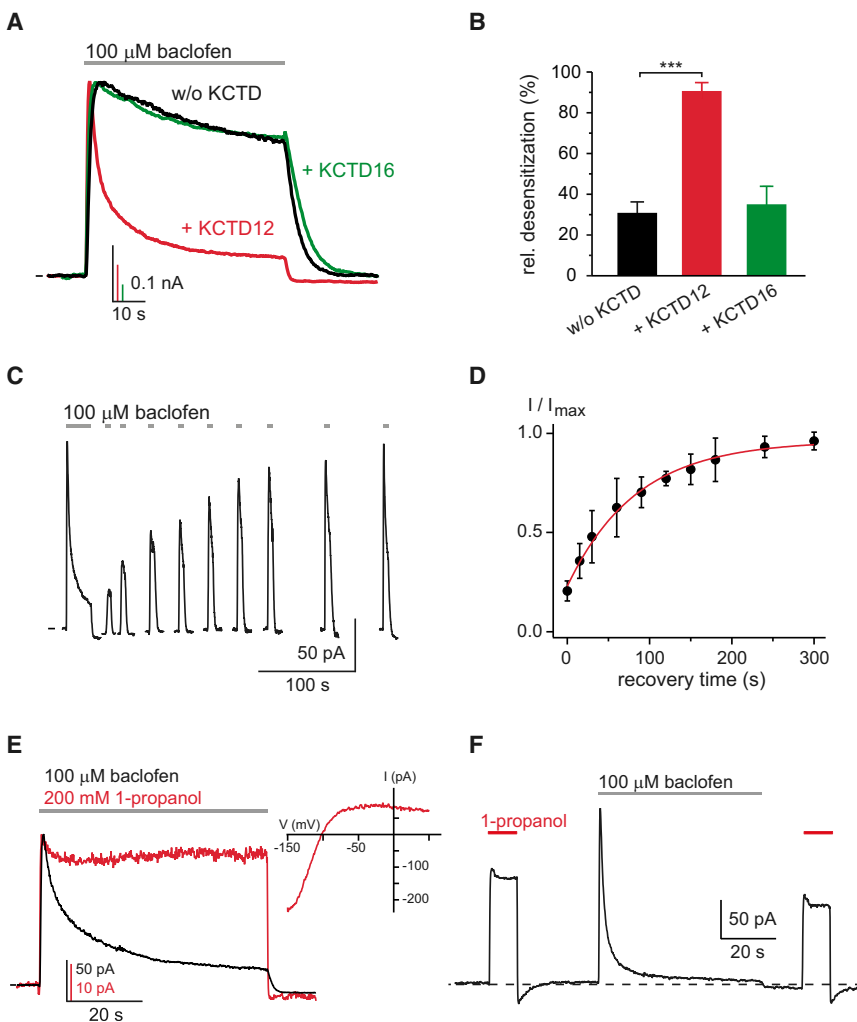 A
100 µM baclofen
w/o KCTD
+ KCTD16
+ KCTD12
0.1 nA
10 s
B
***
rel. desensitization (%)
100
80
60
40
20
0
w/o KCTD
+ KCTD12
+ KCTD16
C
100 µM baclofen
50 pA
100 s
D
I / Imax
1.0
0.5
0.0
0 100 200 300
recovery time (s)
E
100 µM baclofen
200 mM 1-propanol
50 pA
10 pA
20 s
I (pA)
V (mV)
-150
-50
-100
-200
F
100 µM baclofen
1-propanol
50 pA
20 s